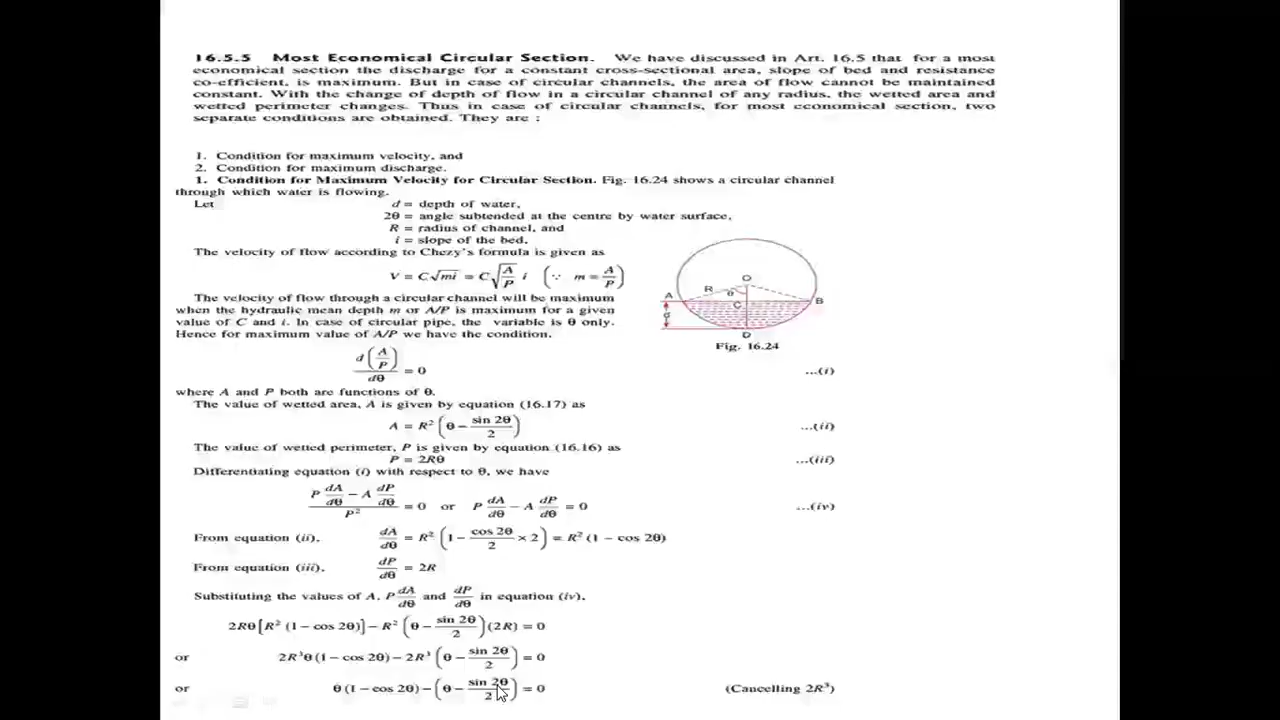 16.5.5 Most Economical Circular Section. We have discussed in Art. 16.5 that for a most
economical section the discharge for a constant cross-sectional area, slope of bed and resistance
co-efficient, is maximum. But in case of circular channels, the area of flow cannot be maintained
constant. With the change of depth of flow in a circular channel of any radius, the wetted area and
wetted perimeter changes. Thus in case of circular channels, for most economical section, two
separate conditions are obtained. They are :
1. Condition for maximum velocity, and
2. Condition for maximum discharge.
1. Condition for Maximum Velocity for Circular Section. Fig. 16.24 shows a circular channel
through which water is flowing.
Let d = depth of water,
2θ = angle subtended at the centre by water surface,
R = radius of channel, and
i = slope of the bed.
The velocity of flow according to Chezy's formula is given as
V = C√mi = C√(A/P) i (∵ m = A/P)
The velocity of flow through a circular channel will be maximum
when the hydraulic mean depth m or A/P is maximum for a given
value of C and i. In case of circular pipe, the variable is θ only.
Hence for maximum value of A/P we have the condition,
O
R θ
A C B
d
D
Fig. 16.24
d(A/P)/dθ = 0 ...(i)
where A and P both are functions of θ.
The value of wetted area, A is given by equation (16.17) as
A = R² (θ − sin 2θ/2) ...(ii)
The value of wetted perimeter, P is given by equation (16.16) as
P = 2Rθ ...(iii)
Differentiating equation (i) with respect to θ, we have
(P dA/dθ − A dP/dθ)/P² = 0 or P dA/dθ − A dP/dθ = 0 ...(iv)
From equation (ii), dA/dθ = R² (1 − cos 2θ/2 × 2) = R² (1 − cos 2θ)
From equation (iii), dP/dθ = 2R
Substituting the values of A, P dA/dθ and dP/dθ in equation (iv),
2Rθ [R² (1 − cos 2θ)] − R² (θ − sin 2θ/2) (2R) = 0
or 2R³θ (1 − cos 2θ) − 2R³ (θ − sin 2θ/2) = 0
or θ (1 − cos 2θ) − (θ − sin 2θ/2) = 0 (Cancelling 2R³)